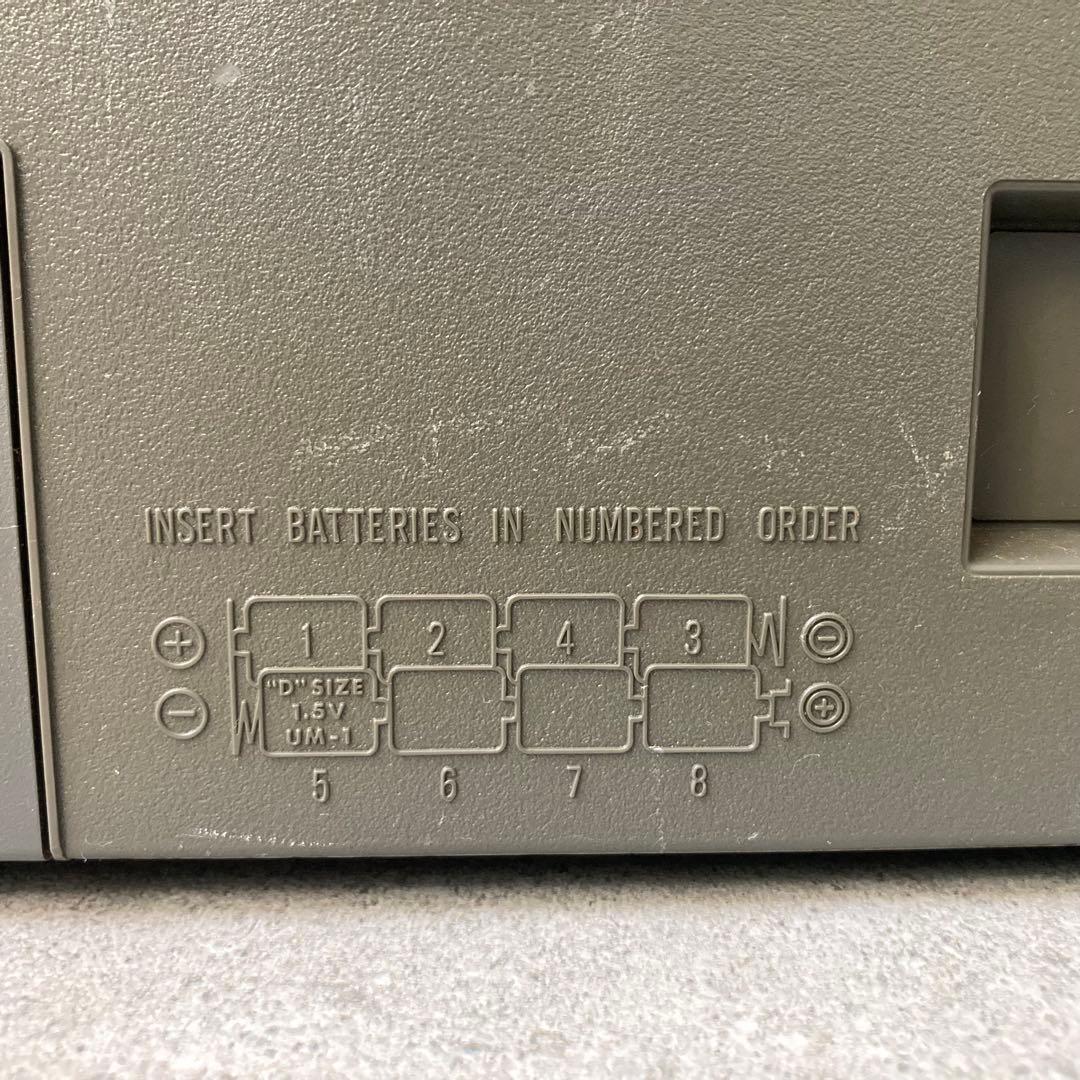 INSERT BATTERIES IN NUMBERED ORDER
+ 1 2 4 3 -
- "D" SIZE +
1.5V
UM-1
5 6 7 8